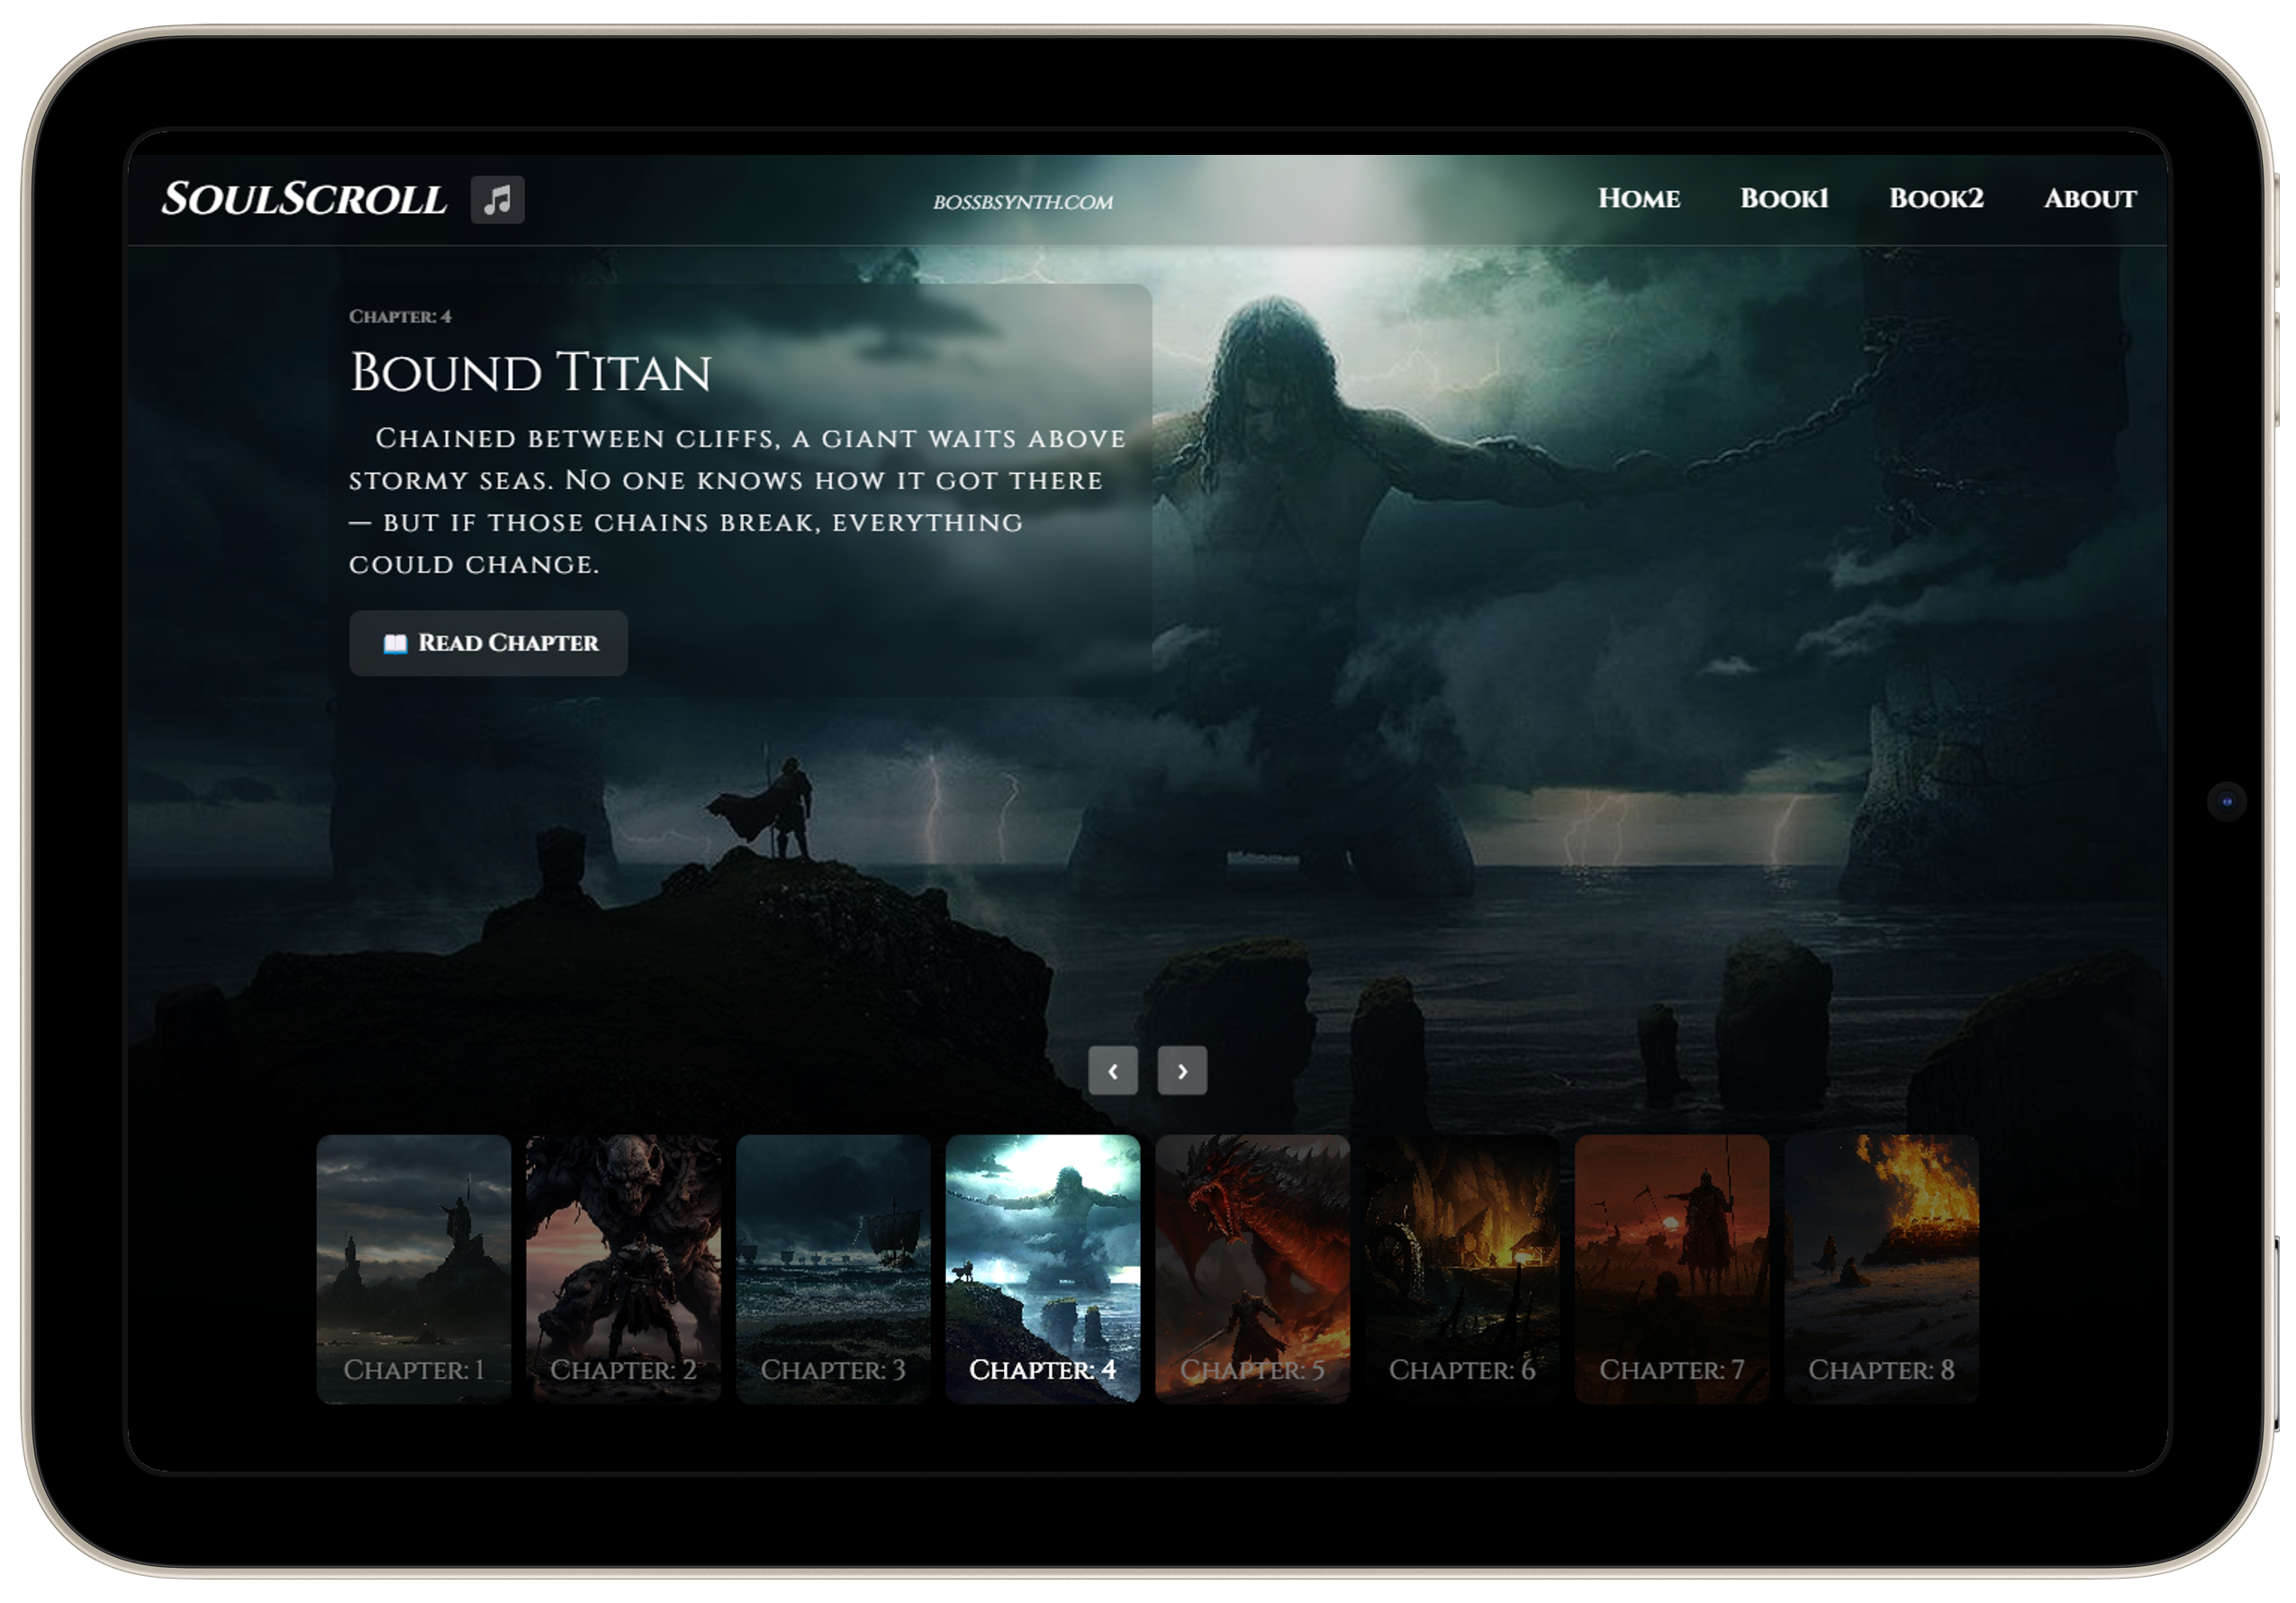 SoulScroll
bossbsynth.com
Home
Book1
Book2
About
Chapter: 4
Bound Titan
Chained between cliffs, a giant waits above
stormy seas. No one knows how it got there
— but if those chains break, everything
could change.
Read Chapter
Chapter: 1
Chapter: 2
Chapter: 3
Chapter: 4
Chapter: 5
Chapter: 6
Chapter: 7
Chapter: 8